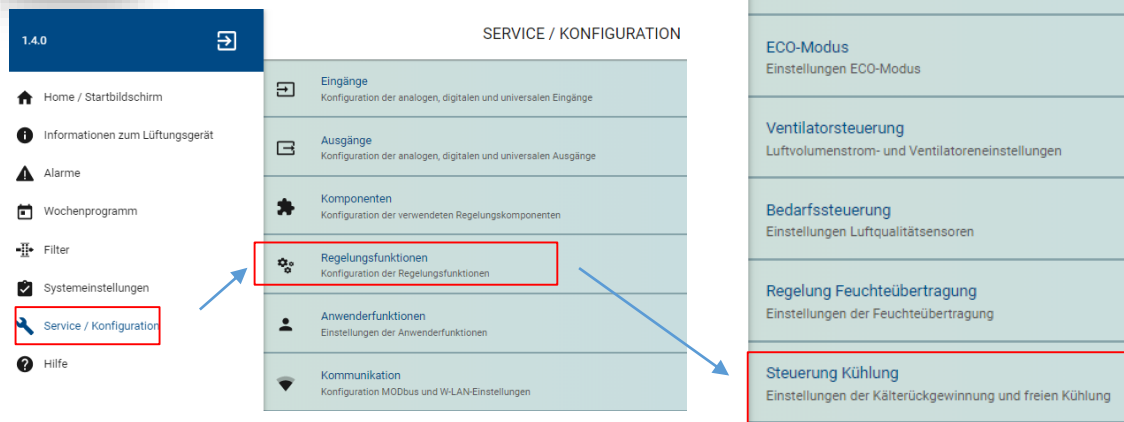 1.4.0
Home / Startbildschirm
Informationen zum Lüftungsgerät
Alarme
Wochenprogramm
Filter
Systemeinstellungen
Service / Konfiguration
Hilfe
SERVICE / KONFIGURATION
Eingänge
Konfiguration der analogen, digitalen und universalen Eingänge
Ausgänge
Konfiguration der analogen, digitalen und universalen Ausgänge
Komponenten
Konfiguration der verwendeten Regelungskomponenten
Regelungsfunktionen
Konfiguration der Regelungsfunktionen
Anwenderfunktionen
Einstellungen der Anwenderfunktionen
Kommunikation
Konfiguration MODbus und W-LAN-Einstellungen
ECO-Modus
Einstellungen ECO-Modus
Ventilatorsteuerung
Luftvolumenstrom- und Ventilatoreneinstellungen
Bedarfssteuerung
Einstellungen Luftqualitätsensoren
Regelung Feuchteübertragung
Einstellungen der Feuchteübertragung
Steuerung Kühlung
Einstellungen der Kälterückgewinnung und freien Kühlung